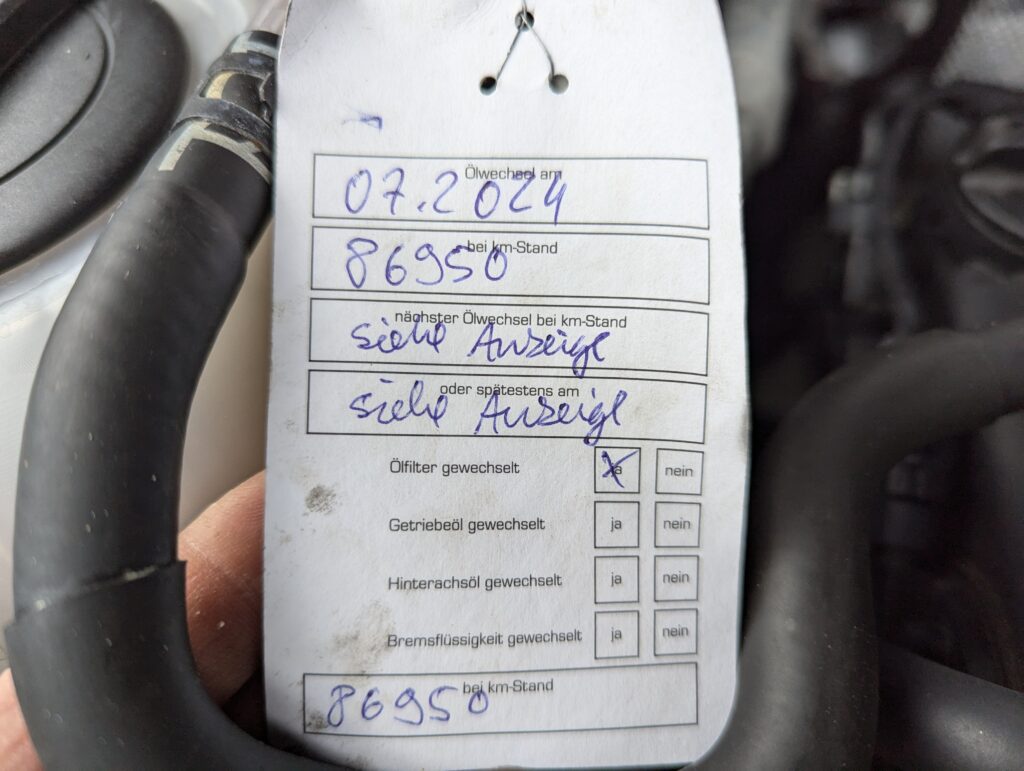 Ölwechsel am
07.2024
bei km-Stand
86950
nächster Ölwechsel bei km-Stand
siehe Anzeige
oder spätestens am
siehe Anzeige
Ölfilter gewechselt ja nein
Getriebeöl gewechselt ja nein
Hinterachsöl gewechselt ja nein
Bremsflüssigkeit gewechselt ja nein
bei km-Stand
86950